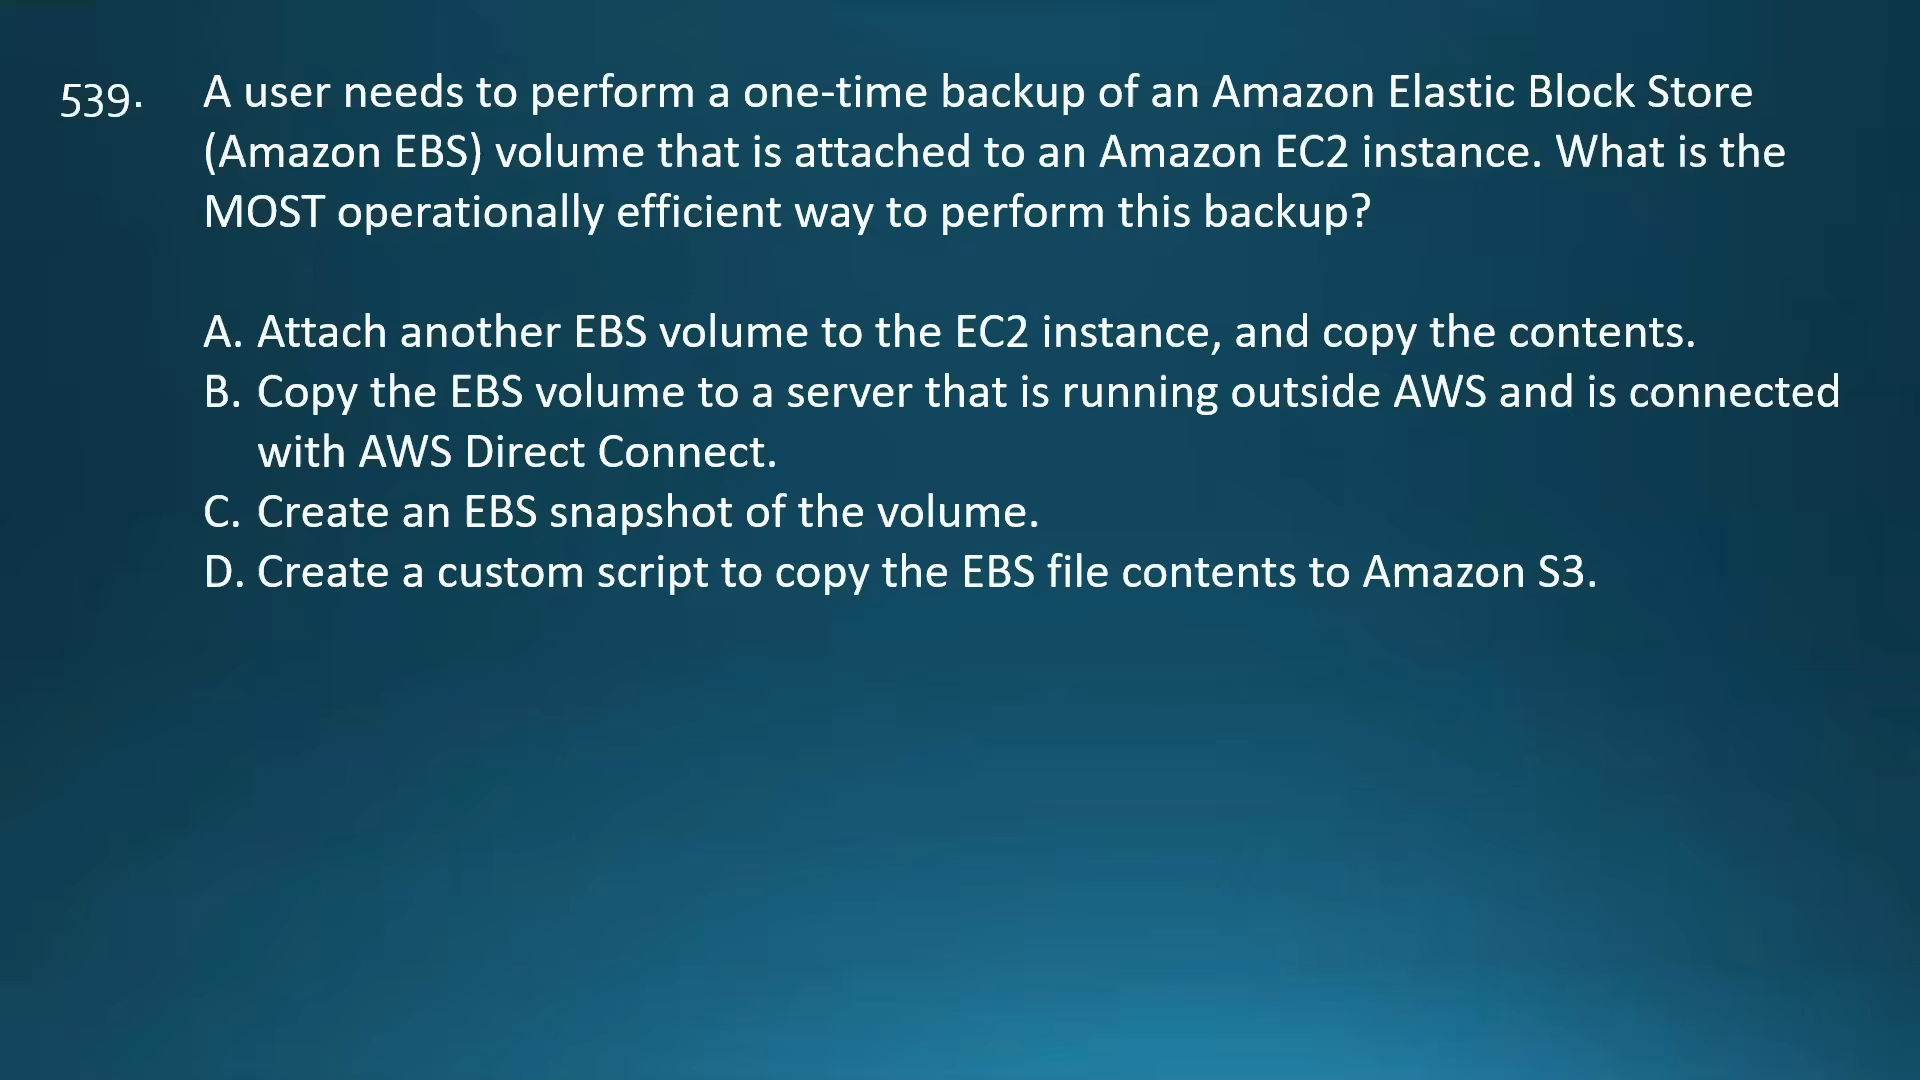 539. A user needs to perform a one-time backup of an Amazon Elastic Block Store
(Amazon EBS) volume that is attached to an Amazon EC2 instance. What is the
MOST operationally efficient way to perform this backup?
A. Attach another EBS volume to the EC2 instance, and copy the contents.
B. Copy the EBS volume to a server that is running outside AWS and is connected
with AWS Direct Connect.
C. Create an EBS snapshot of the volume.
D. Create a custom script to copy the EBS file contents to Amazon S3.